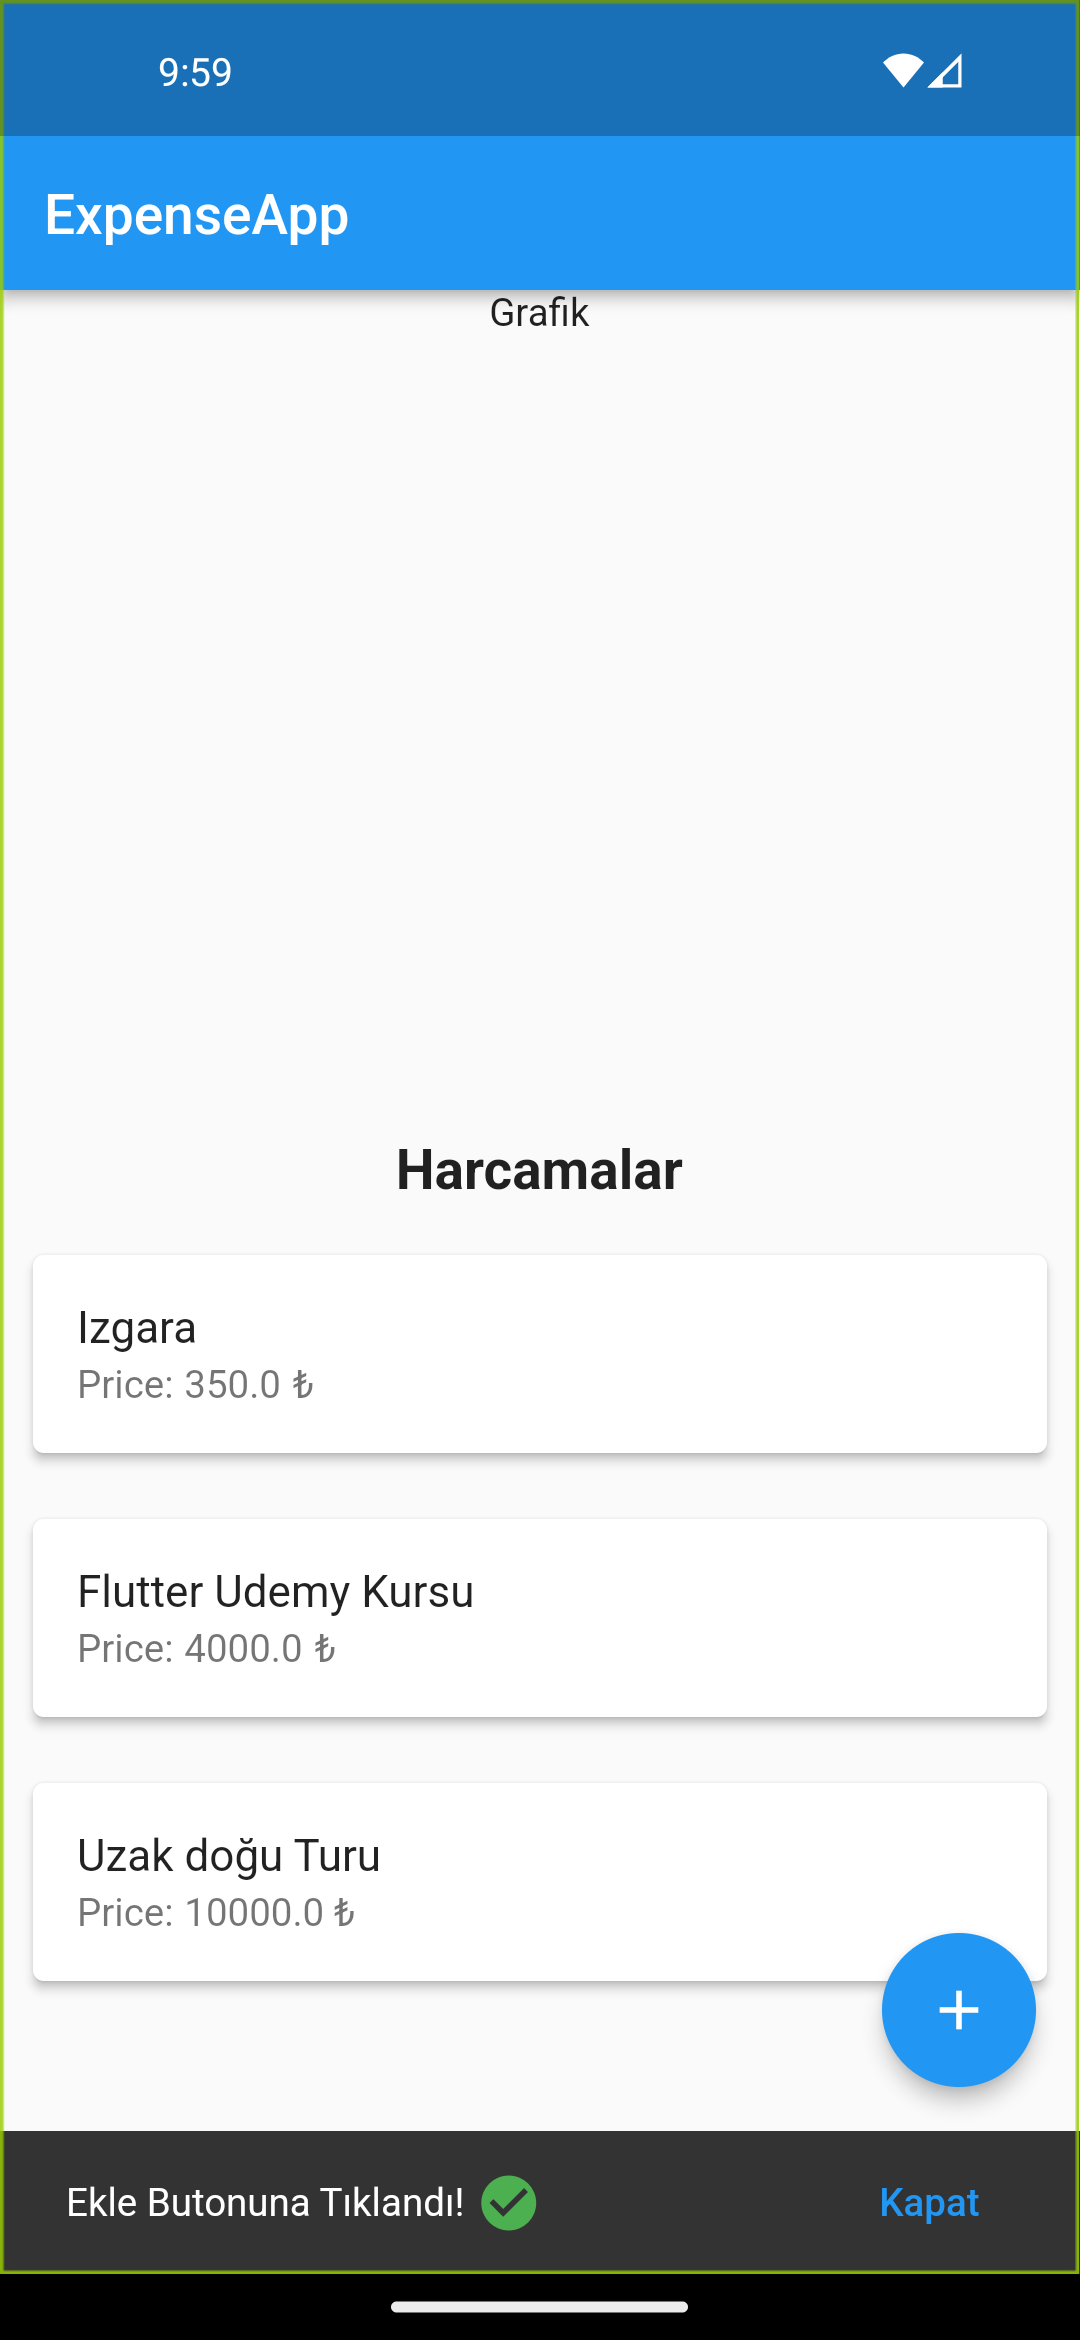 9:59
ExpenseApp
Grafik
Harcamalar
Izgara
Price: 350.0 ₺
Flutter Udemy Kursu
Price: 4000.0 ₺
Uzak doğu Turu
Price: 10000.0 ₺
Ekle Butonuna Tıklandı!
Kapat